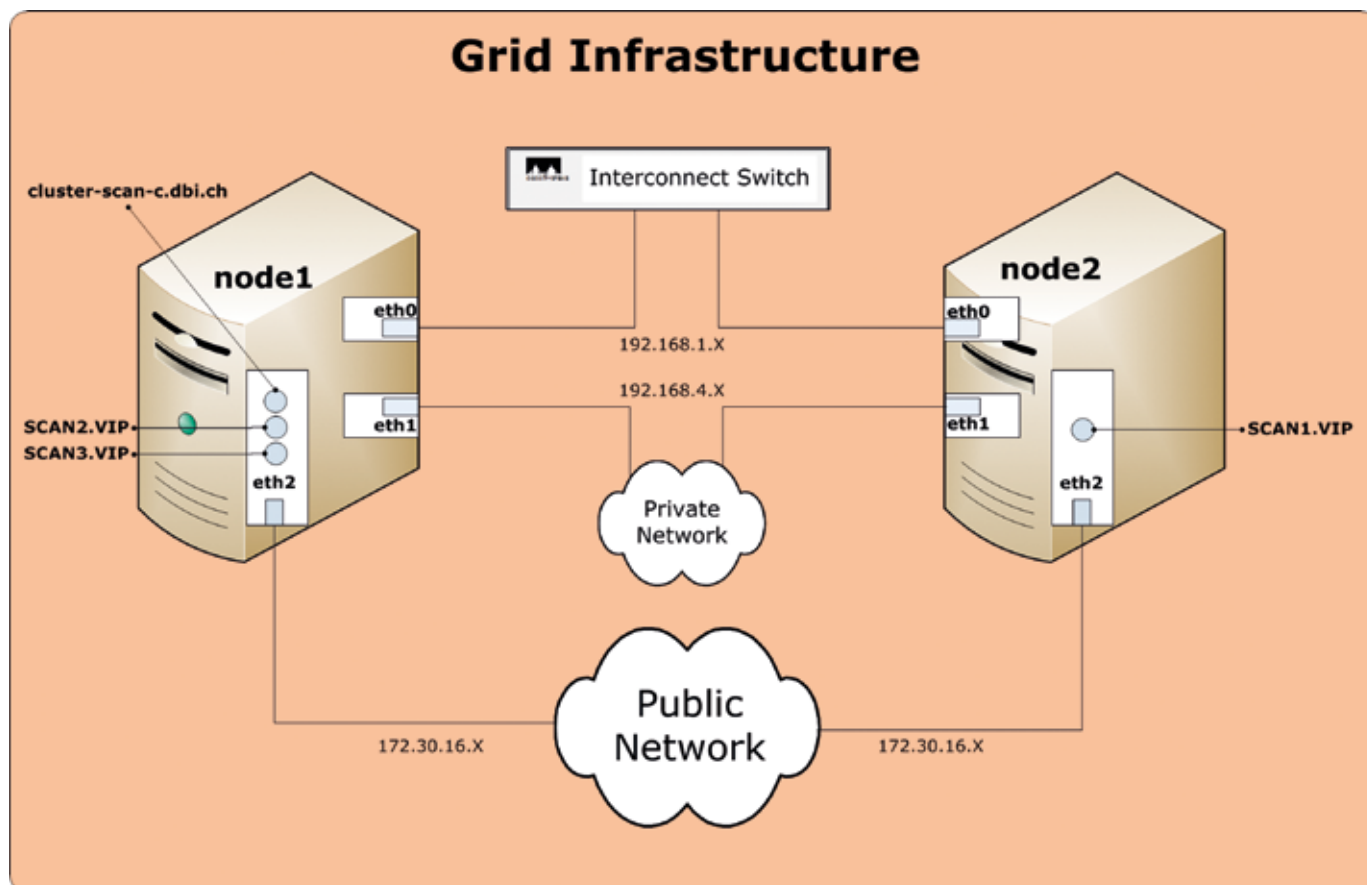 Grid Infrastructure
Interconnect Switch
cluster-scan-c.dbi.ch
node1
node2
eth0
eth0
192.168.1.X
192.168.4.X
eth1
eth1
SCAN2.VIP
SCAN3.VIP
SCAN1.VIP
eth2
eth2
Private
Network
Public
Network
172.30.16.X
172.30.16.X